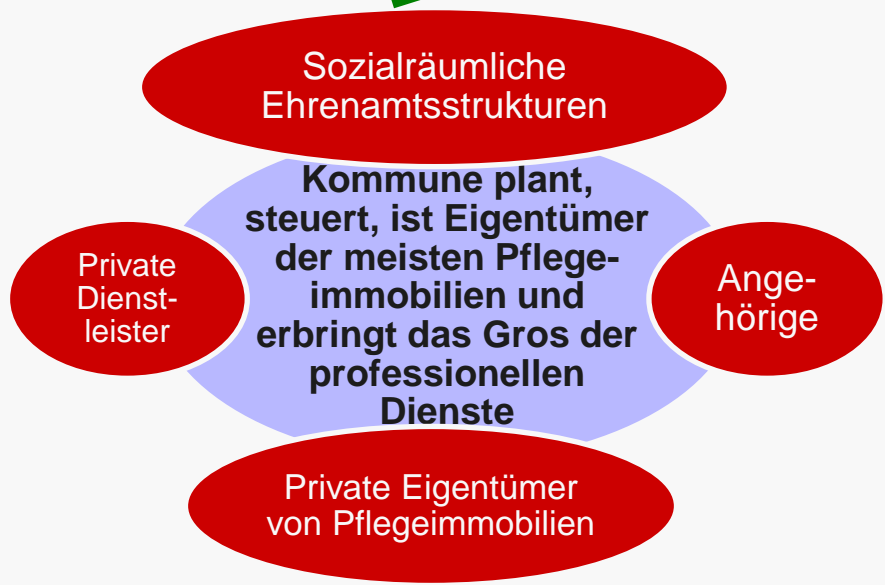 Sozialräumliche
Ehrenamtsstrukturen
Kommune plant,
steuert, ist Eigentümer
der meisten Pflege-
immobilien und
erbringt das Gros der
professionellen
Dienste
Private
Dienst-
leister
Ange-
hörige
Private Eigentümer
von Pflegeimmobilien